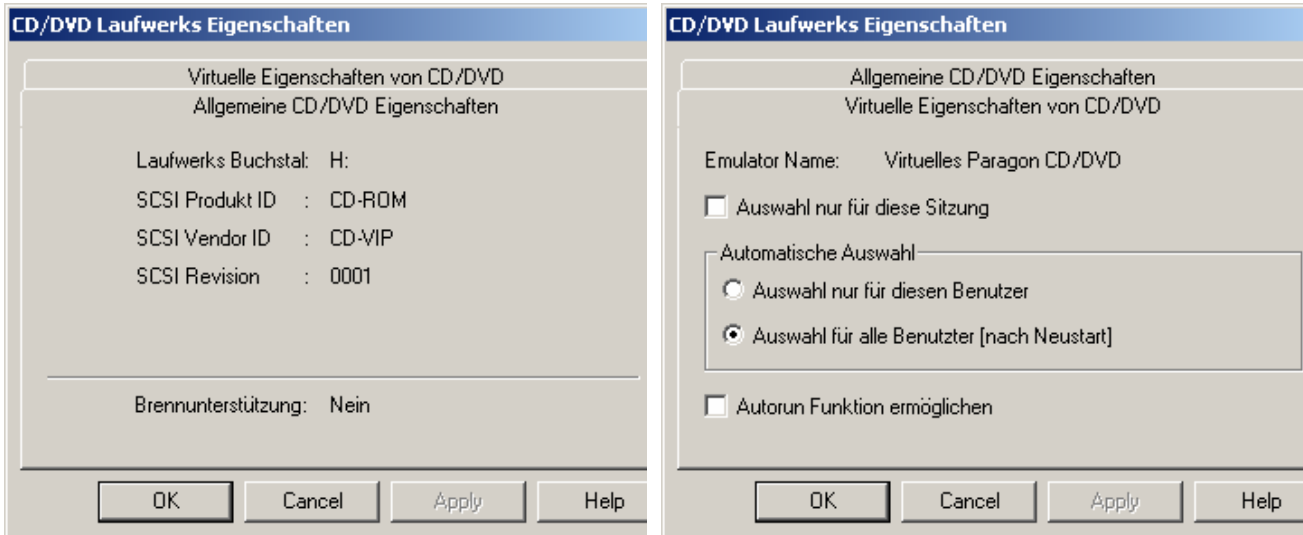 CD/DVD Laufwerks Eigenschaften
Virtuelle Eigenschaften von CD/DVD
Allgemeine CD/DVD Eigenschaften
Laufwerks Buchstal: H:
SCSI Produkt ID : CD-ROM
SCSI Vendor ID : CD-VIP
SCSI Revision : 0001
Brennunterstützung: Nein
OK Cancel Apply Help
CD/DVD Laufwerks Eigenschaften
Allgemeine CD/DVD Eigenschaften
Virtuelle Eigenschaften von CD/DVD
Emulator Name: Virtuelles Paragon CD/DVD
Auswahl nur für diese Sitzung
Automatische Auswahl
Auswahl nur für diesen Benutzer
Auswahl für alle Benutzter [nach Neustart]
Autorun Funktion ermöglichen
OK Cancel Apply Help